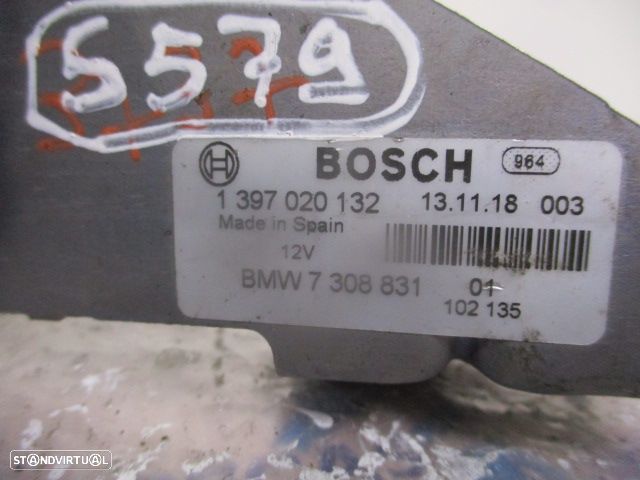 5579
BOSCH 964
1 397 020 132 13.11.18 003
Made in Spain
12V
BMW 7 308 831 01
102 135
STANDVIRTUAL